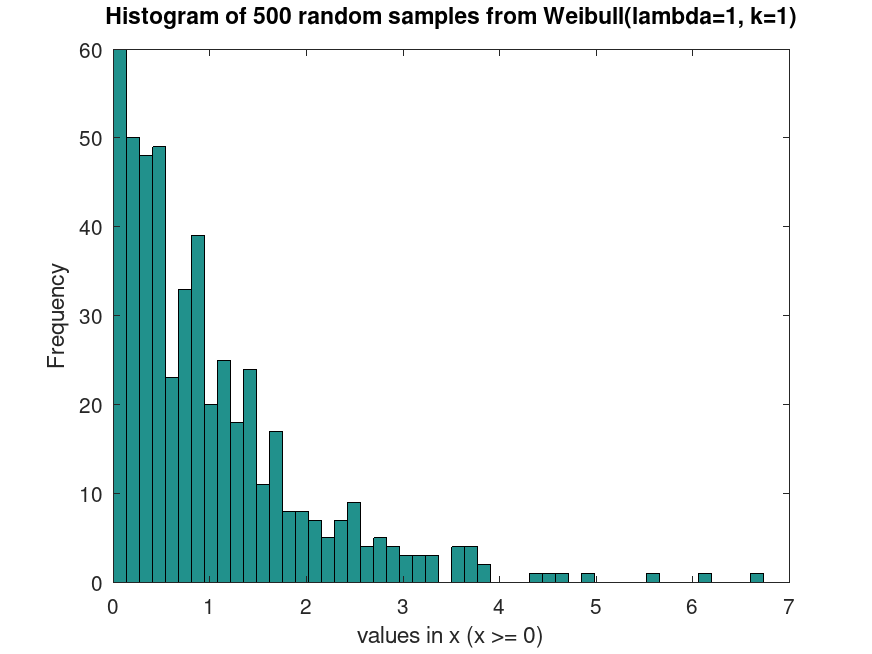 Histogram of 500 random samples from Weibull(lambda=1, k=1)
60
50
40
30
20
10
0
Frequency
0 1 2 3 4 5 6 7
values in x (x >= 0)